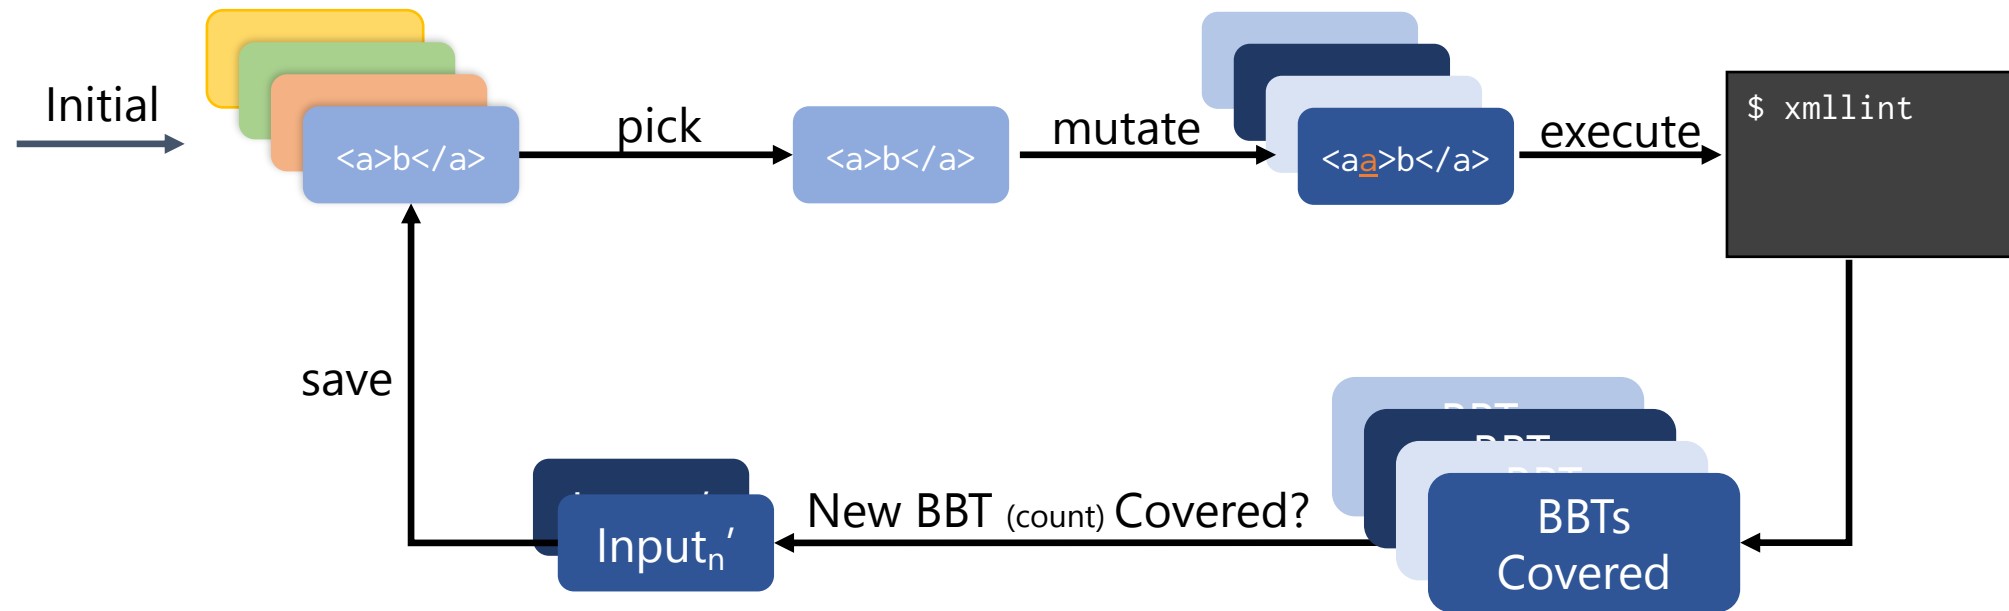 Initial
<a>b</a>
pick
<a>b</a>
mutate
<aa>b</a>
execute
$ xmllint
save
Inputn′
New BBT (count) Covered?
BBTs
Covered